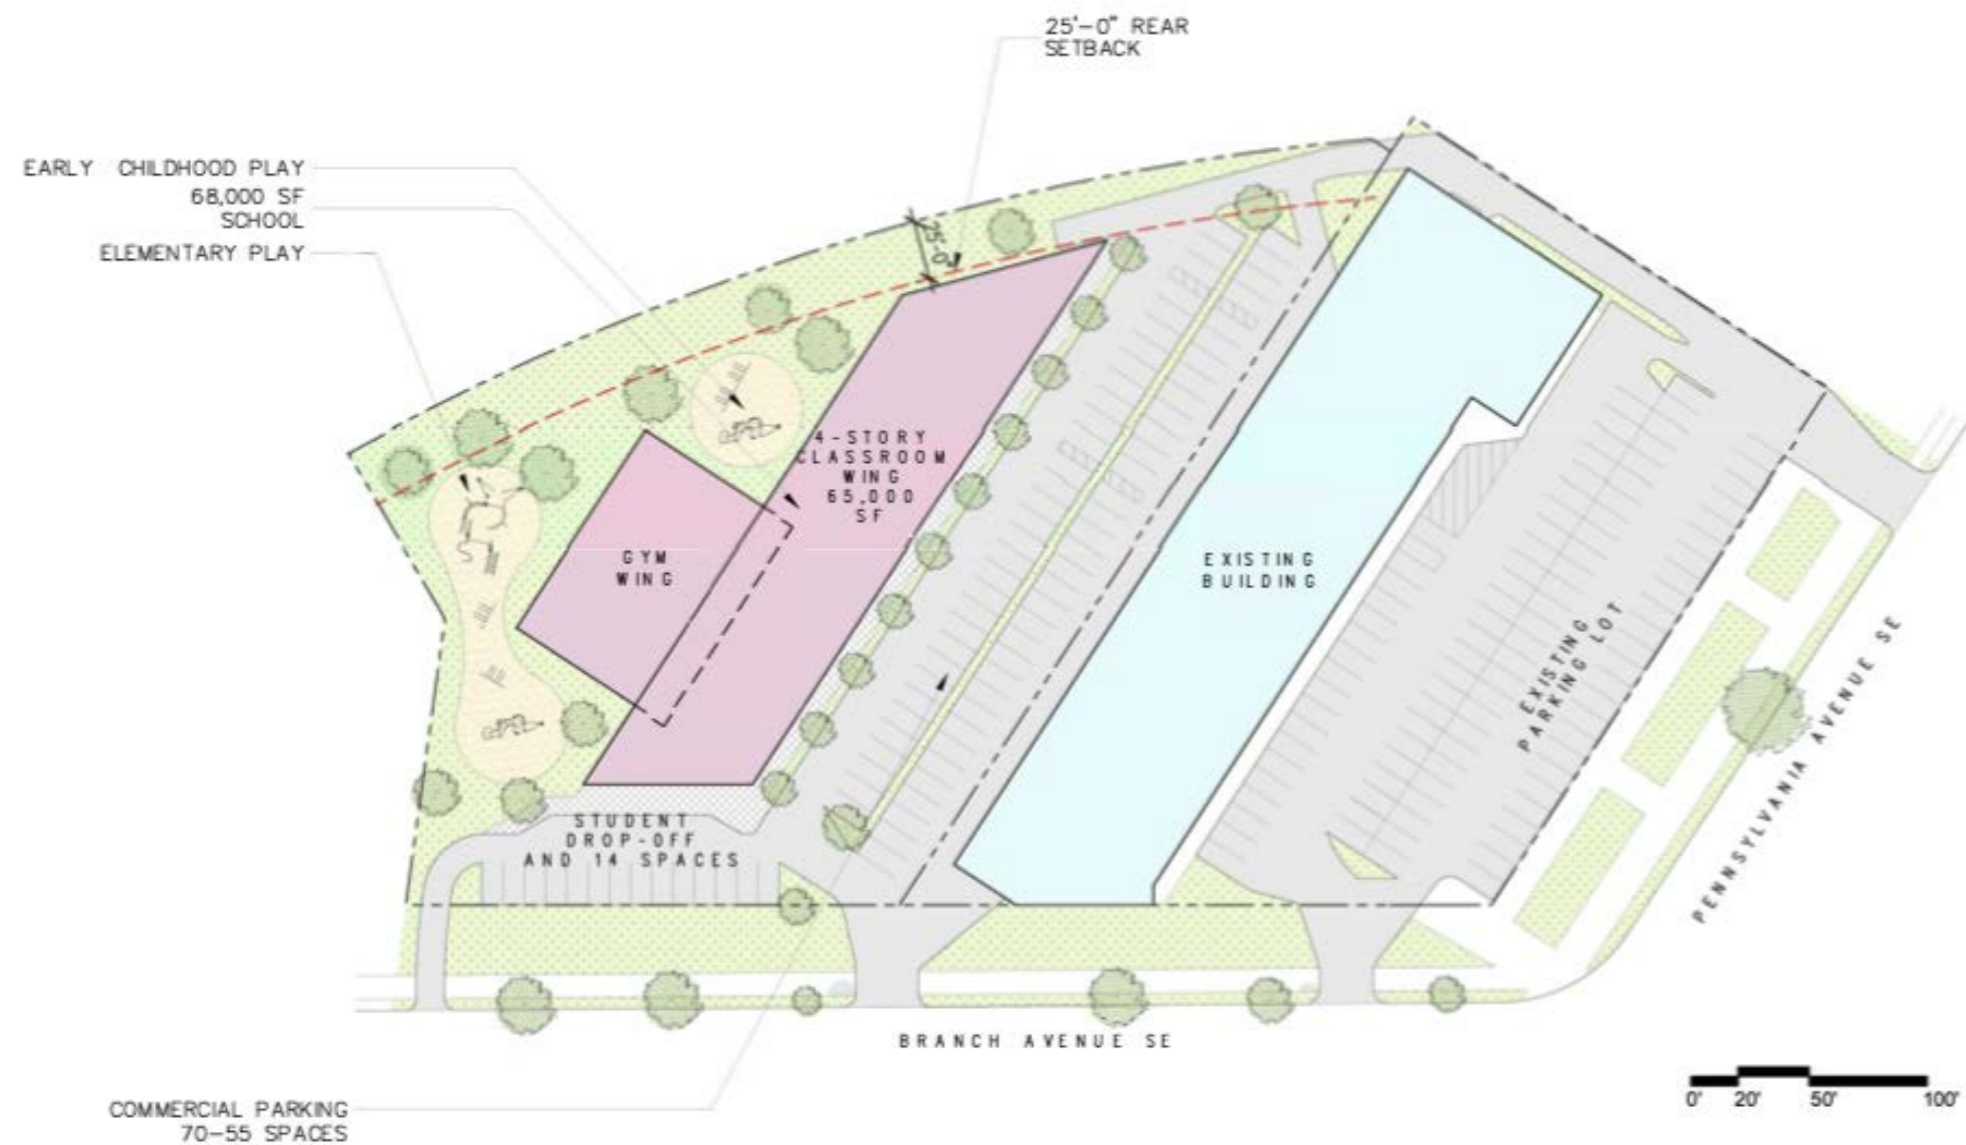 25'-0" REAR
SETBACK
EARLY CHILDHOOD PLAY
68,000 SF
SCHOOL
ELEMENTARY PLAY
25'-0"
4-STORY
CLASSROOM
WING
65,000
SF
GYM
WING
EXISTING
BUILDING
EXISTING
PARKING LOT
PENNSYLVANIA AVENUE SE
STUDENT
DROP-OFF
AND 14 SPACES
BRANCH AVENUE SE
COMMERCIAL PARKING
70-55 SPACES
0' 20' 50' 100'